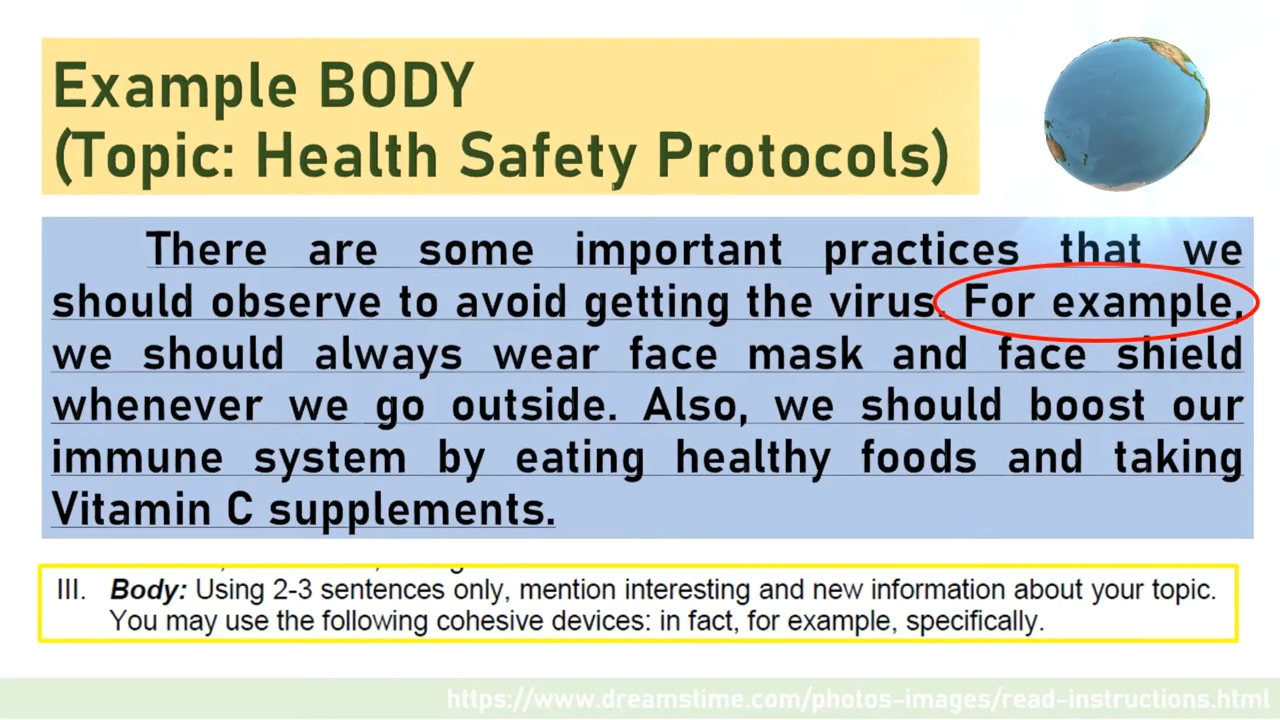 Example BODY
(Topic: Health Safety Protocols)
There are some important practices that we
should observe to avoid getting the virus. For example,
we should always wear face mask and face shield
whenever we go outside. Also, we should boost our
immune system by eating healthy foods and taking
Vitamin C supplements.
III. Body: Using 2-3 sentences only, mention interesting and new information about your topic.
You may use the following cohesive devices: in fact, for example, specifically.
https://www.dreamstime.com/photos-images/read-instructions.html